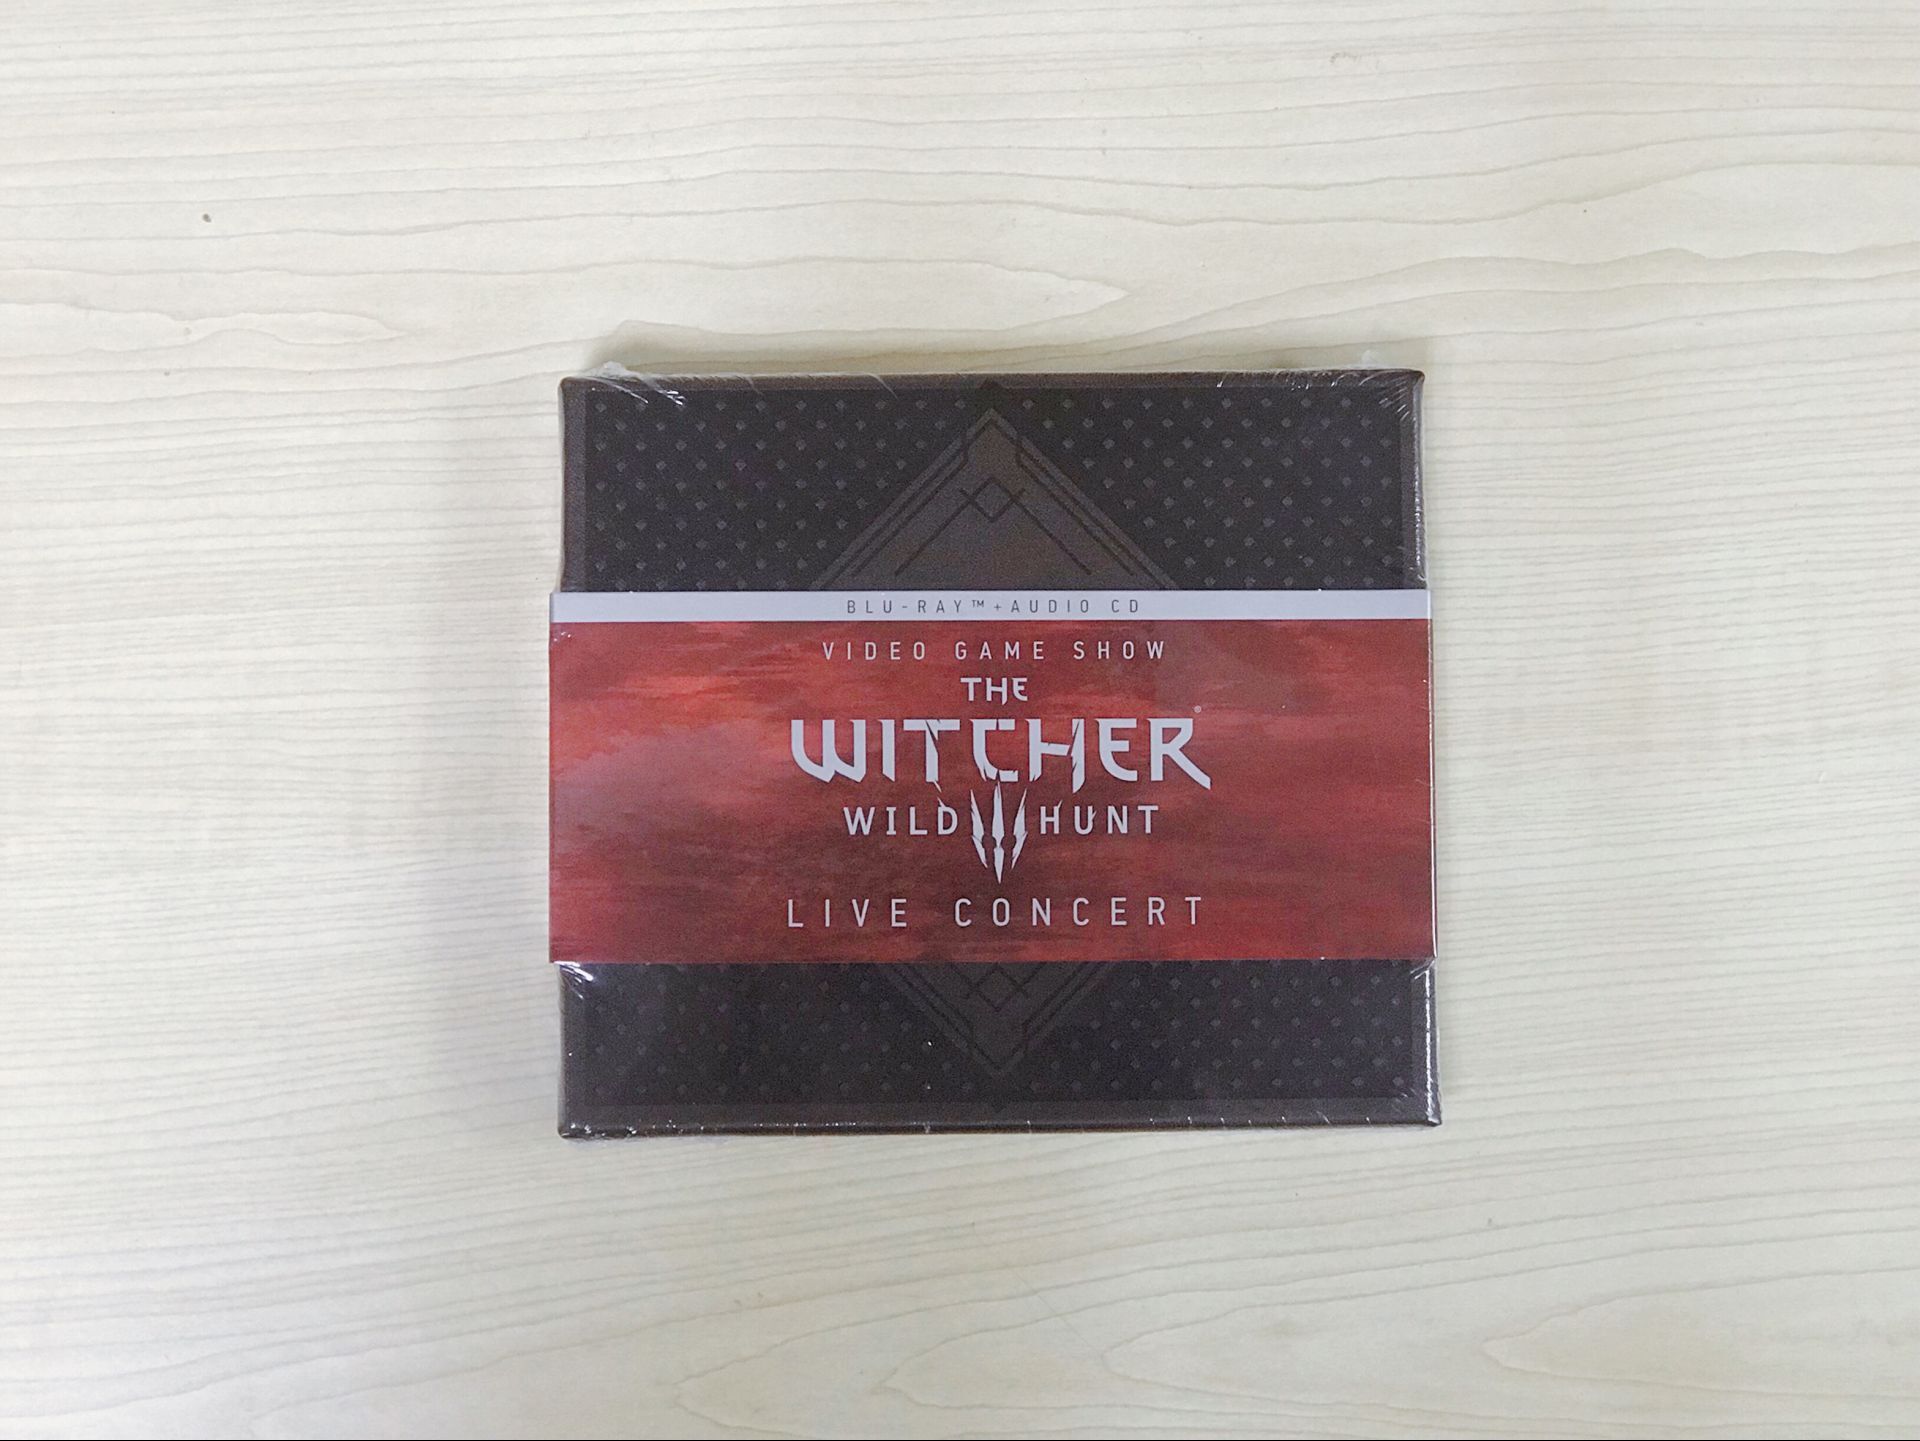 BLU-RAY™+AUDIO CD
VIDEO GAME SHOW
THE
WITCHER®
WILD HUNT
LIVE CONCERT